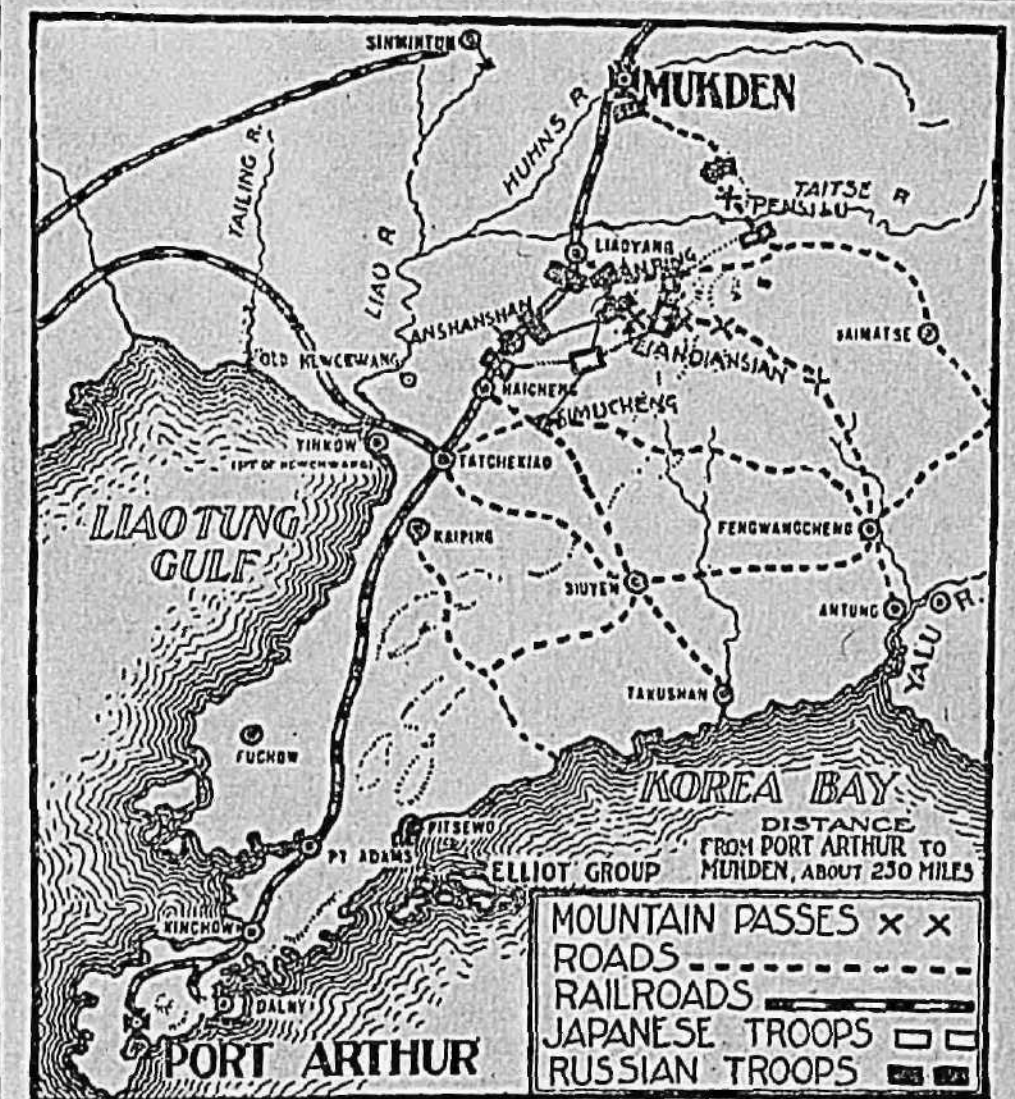 SINMINTON
MUKDEN
HUHNS R.
TAILING R.
LIAO R
TAITSE R
PENSIHU
LIAOYANG
ANPING
ANSHANSHAN
LIANDIANSIAN
SAIMATSE
OLD NEWCHWANG
HAICHENG
SIMUCHENG
YINKOW
(PT OF NEWCHWANG)
TATCHEKIAO
LIAOTUNG
GULF
KAIPING
FENGWANGCHENG
SIUYEN
ANTUNG
YALU R.
TAKUSHAN
FUCHOW
KOREA BAY
PITSEWO
PT ADAMS
ELLIOT GROUP
DISTANCE
FROM PORT ARTHUR TO
MUKDEN, ABOUT 250 MILES
KINCHOW
DALNY
PORT ARTHUR
MOUNTAIN PASSES X X
ROADS
RAILROADS
JAPANESE TROOPS
RUSSIAN TROOPS